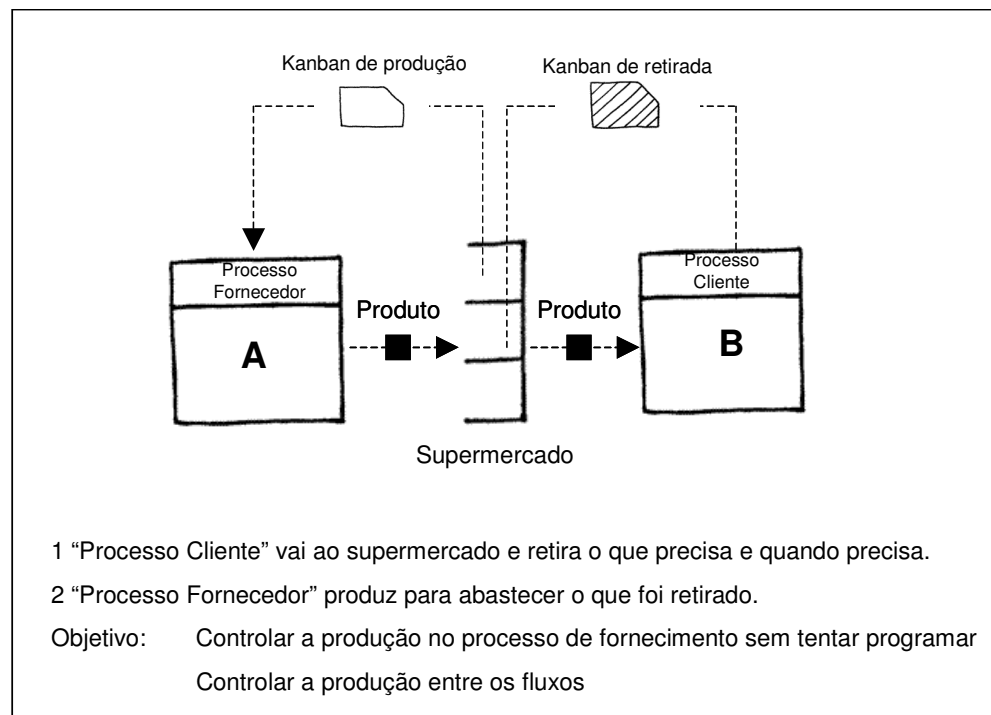 Kanban de produção
Kanban de retirada
Processo
Fornecedor
A
Produto
Produto
Processo
Cliente
B
Supermercado
1 “Processo Cliente” vai ao supermercado e retira o que precisa e quando precisa.
2 “Processo Fornecedor” produz para abastecer o que foi retirado.
Objetivo: Controlar a produção no processo de fornecimento sem tentar programar
Controlar a produção entre os fluxos